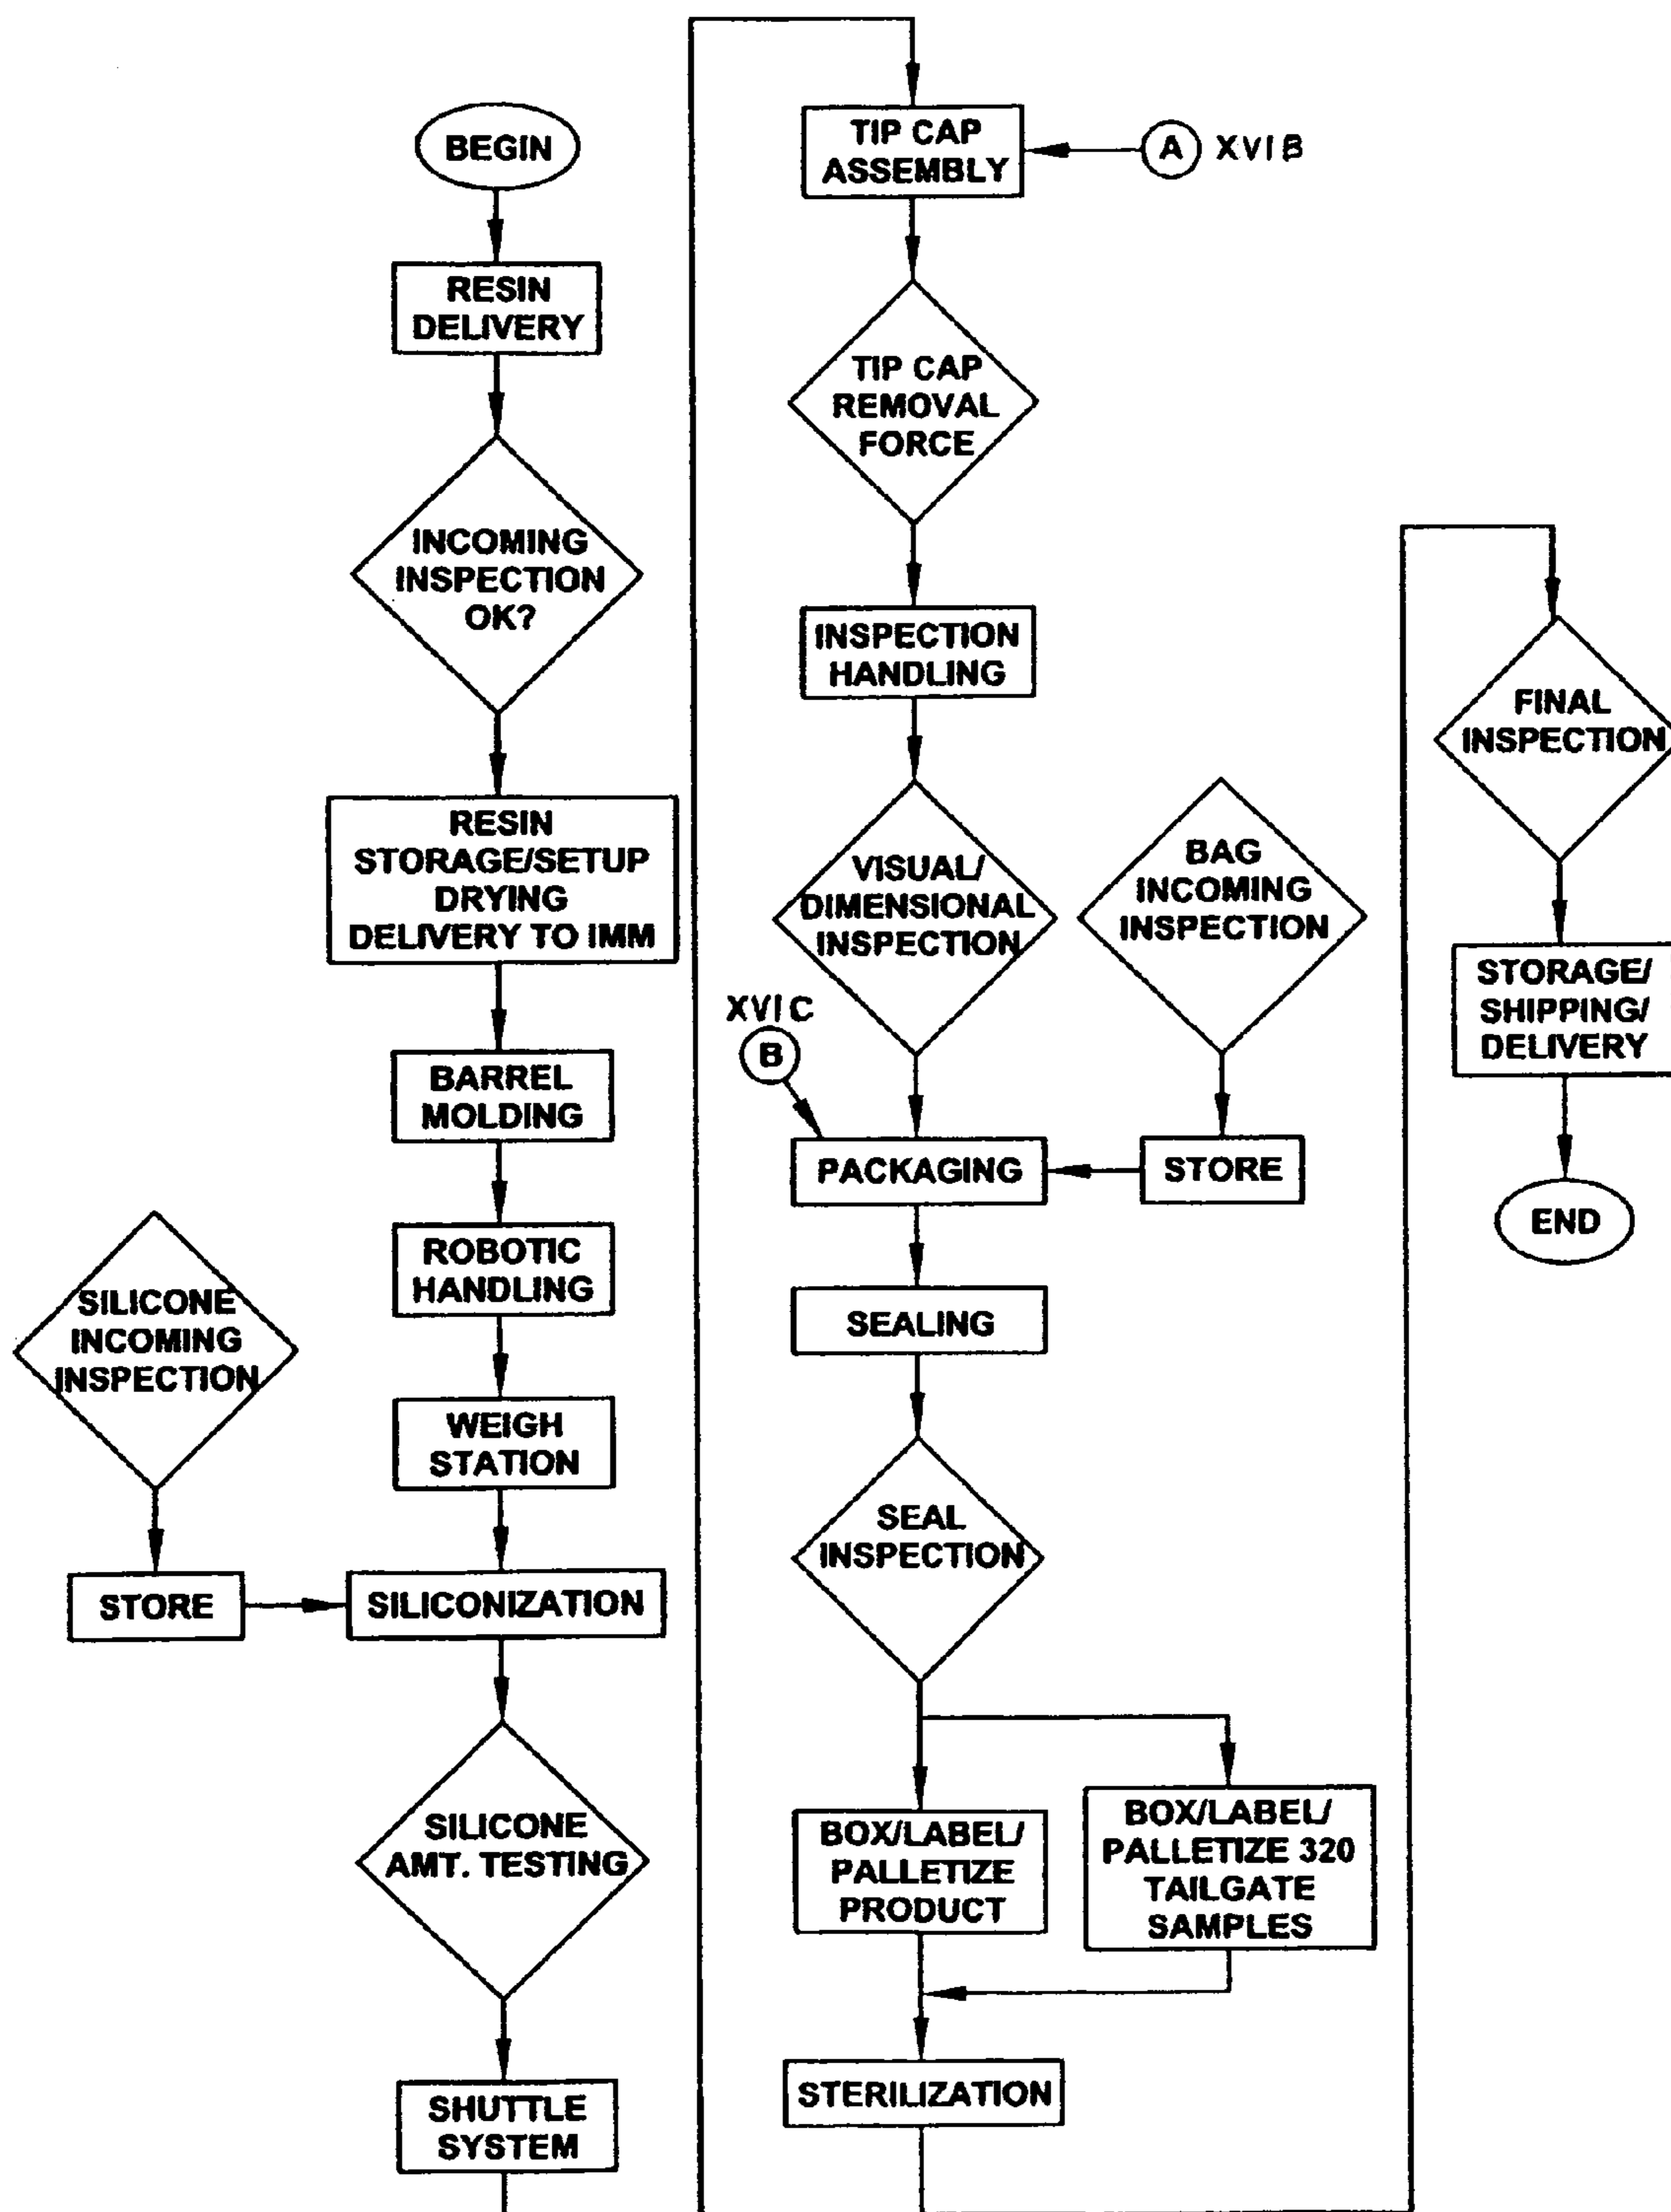 BEGIN
RESIN
DELIVERY
INCOMING
INSPECTION
OK?
RESIN
STORAGE/SETUP
DRYING
DELIVERY TO IMM
BARREL
MOLDING
ROBOTIC
HANDLING
WEIGH
STATION
SILICONE
INCOMING
INSPECTION
STORE
SILICONIZATION
SILICONE
AMT. TESTING
SHUTTLE
SYSTEM
TIP CAP
ASSEMBLY
A XVIB
TIP CAP
REMOVAL
FORCE
INSPECTION
HANDLING
VISUAL/
DIMENSIONAL
INSPECTION
BAG
INCOMING
INSPECTION
XVIC
B
PACKAGING
STORE
SEALING
SEAL
INSPECTION
BOX/LABEL/
PALLETIZE
PRODUCT
BOX/LABEL/
PALLETIZE 320
TAILGATE
SAMPLES
STERILIZATION
FINAL
INSPECTION
STORAGE/
SHIPPING/
DELIVERY
END